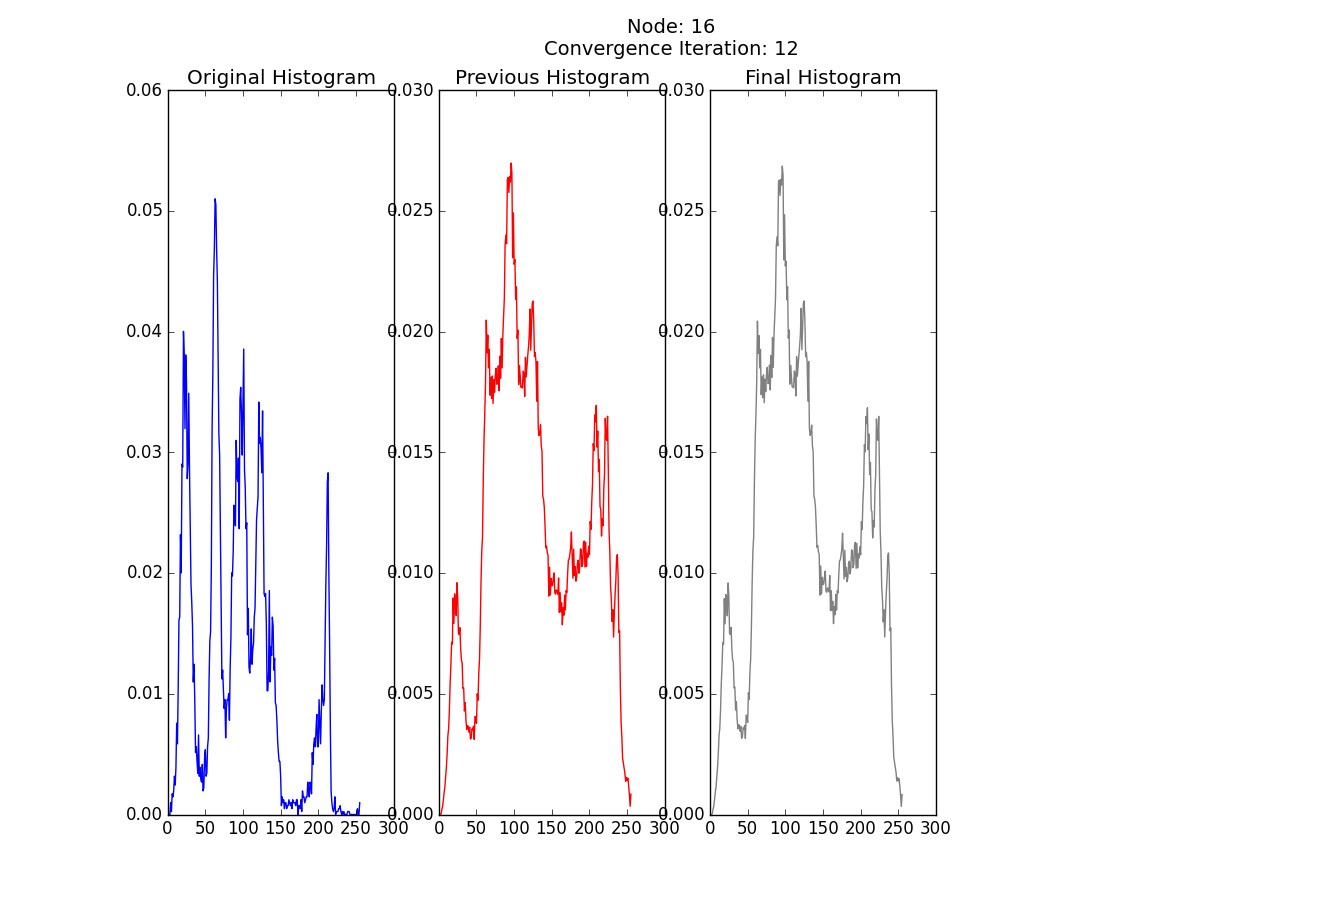 Node: 16
Convergence Iteration: 12
Original Histogram
Previous Histogram
Final Histogram
0.06
0.05
0.04
0.03
0.02
0.01
0.00
0 50 100 150 200 250 300
0.030
0.025
0.020
0.015
0.010
0.005
0.000
0 50 100 150 200 250 300
0.030
0.025
0.020
0.015
0.010
0.005
0.000
0 50 100 150 200 250 300